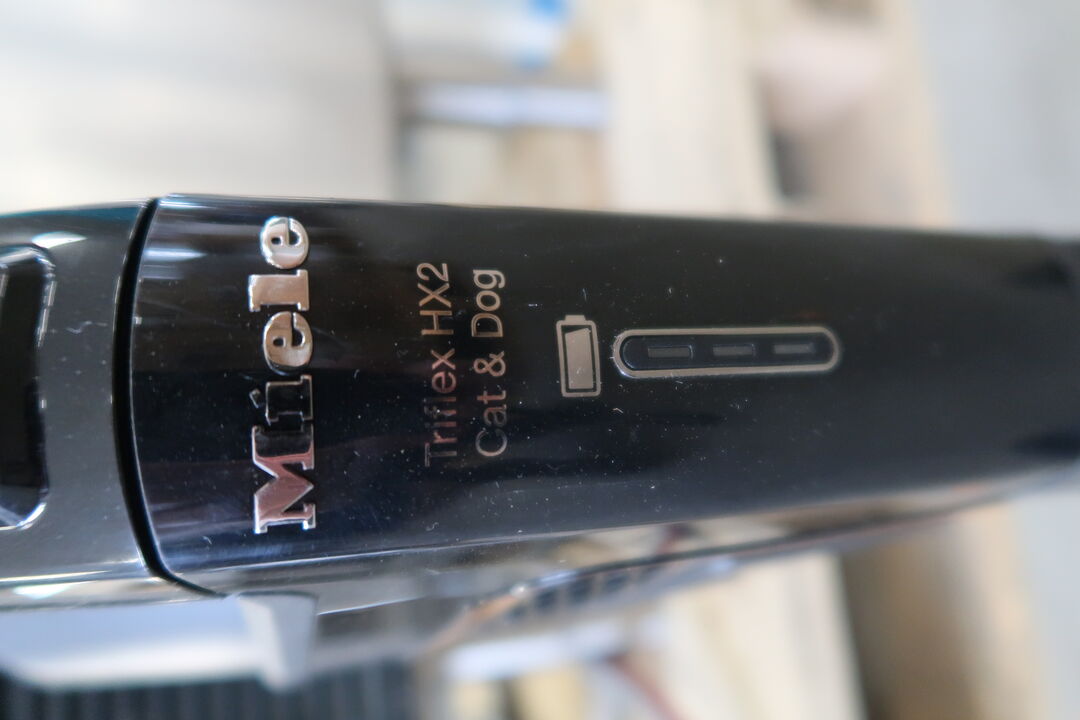 Miele
Triflex HX2
Cat & Dog